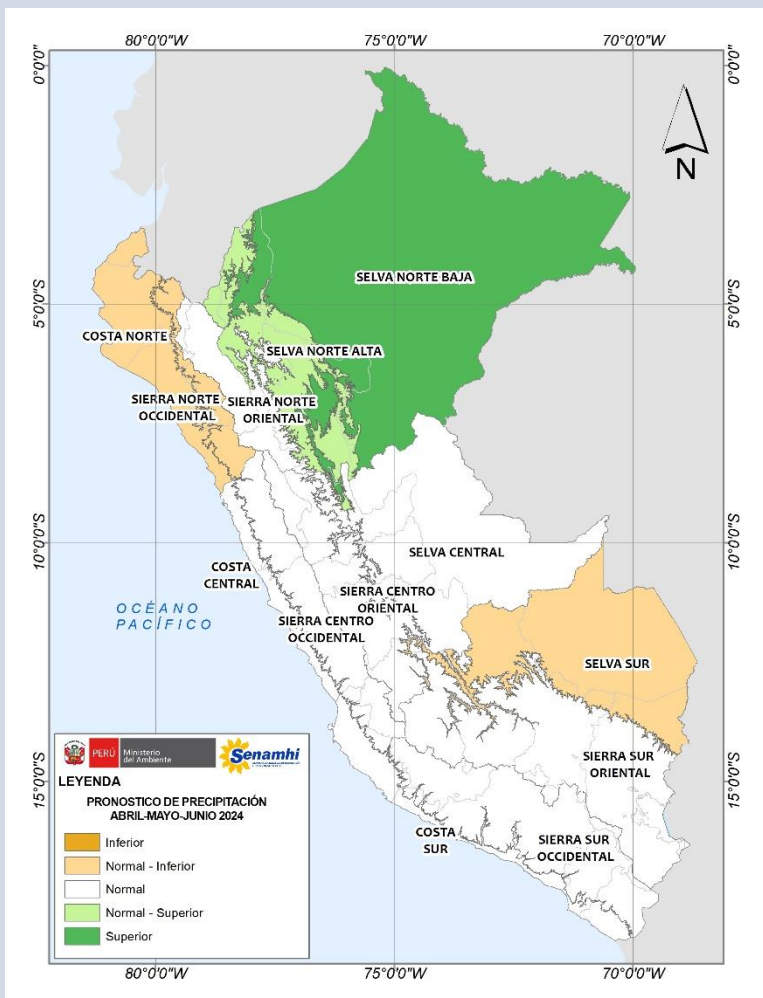 80°0'0"W
75°0'0"W
70°0'0"W
0°0'0"
0°0'0"
N
SELVA NORTE BAJA
5°0'0"S
5°0'0"S
COSTA NORTE
SELVA NORTE ALTA
SIERRA NORTE
OCCIDENTAL
SIERRA NORTE
ORIENTAL
10°0'0"S
10°0'0"S
SELVA CENTRAL
COSTA
CENTRAL
SIERRA CENTRO
ORIENTAL
OCÉANO
PACÍFICO
SIERRA CENTRO
OCCIDENTAL
SELVA SUR
SIERRA SUR
ORIENTAL
15°0'0"S
15°0'0"S
COSTA
SUR
SIERRA SUR
OCCIDENTAL
PERÚ
Ministerio
del Ambiente
Senamhi
LEYENDA
PRONOSTICO DE PRECIPITACIÓN
ABRIL-MAYO-JUNIO 2024
Inferior
Normal - Inferior
Normal
Normal - Superior
Superior
80°0'0"W
75°0'0"W
70°0'0"W